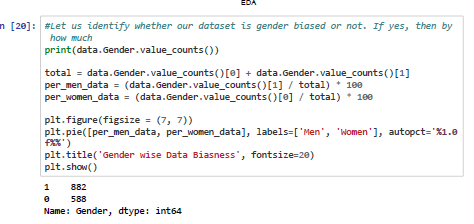 EDA
n [20]: #Let us identify whether our dataset is gender biased or not. If yes, then by
how much
print(data.Gender.value_counts())
total = data.Gender.value_counts()[0] + data.Gender.value_counts()[1]
per_men_data = (data.Gender.value_counts()[1] / total) * 100
per_women_data = (data.Gender.value_counts()[0] / total) * 100
plt.figure(figsize = (7, 7))
plt.pie([per_men_data, per_women_data], labels=['Men', 'Women'], autopct='%1.0
f%%')
plt.title('Gender wise Data Biasness', fontsize=20)
plt.show()
1    882
0    588
Name: Gender, dtype: int64